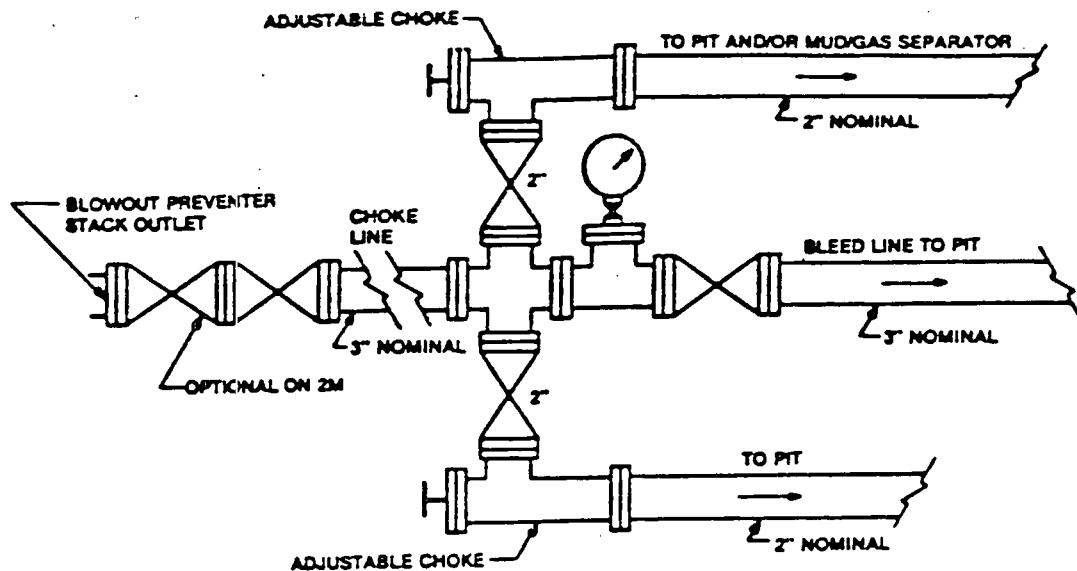 ADJUSTABLE CHOKE
TO PIT AND/OR MUD/GAS SEPARATOR
2" NOMINAL
2"
BLOWOUT PREVENTER
STACK OUTLET
CHOKE
LINE
BLEED LINE TO PIT
3" NOMINAL
3" NOMINAL
OPTIONAL ON 2M
2"
TO PIT
2" NOMINAL
ADJUSTABLE CHOKE